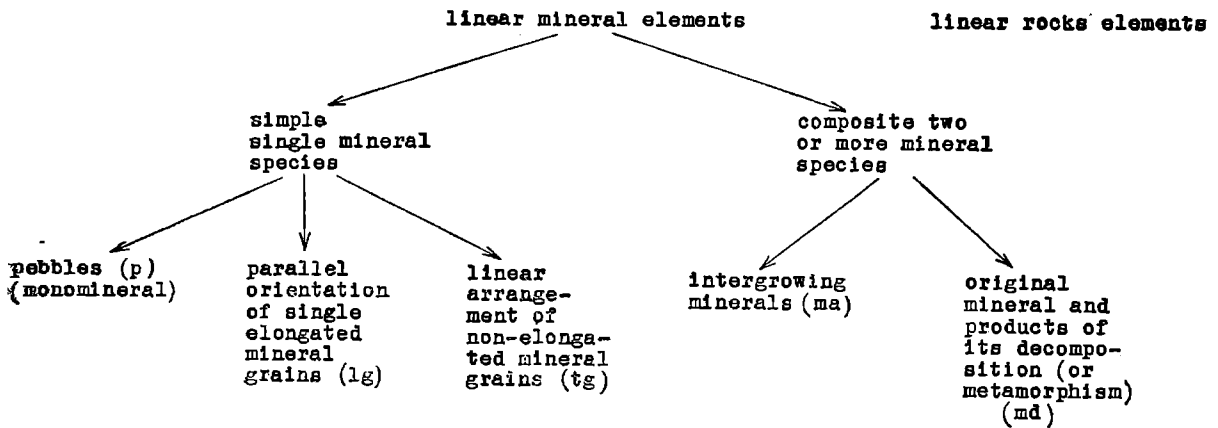 linear mineral elements
linear rocks elements
simple
single mineral
species
composite two
or more mineral
species
pebbles (p)
(monomineral)
parallel
orientation
of single
elongated
mineral
grains (lg)
linear
arrange-
ment of
non-elonga-
ted mineral
grains (tg)
intergrowing
minerals (ma)
original
mineral and
products of
its decompo-
sition (or
metamorphism)
(md)